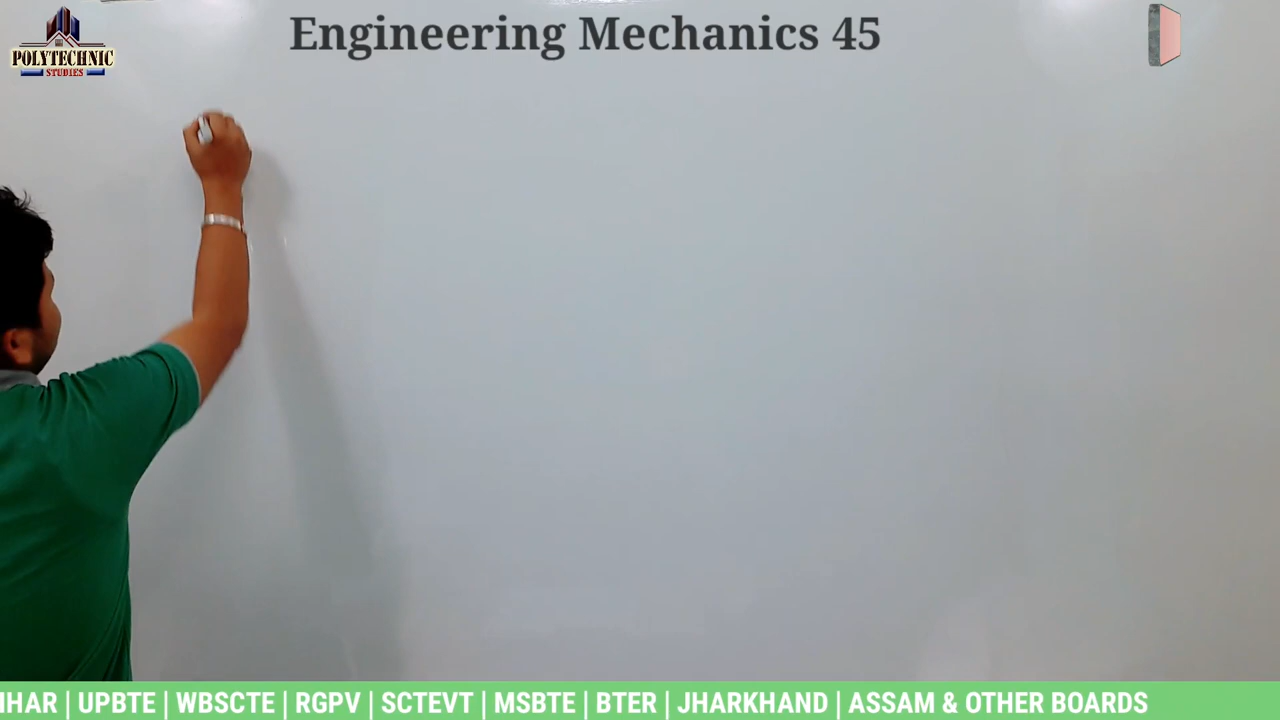 Engineering Mechanics 45
POLYTECHNIC
STUDIES
IHAR | UPBTE | WBSCTE | RGPV | SCTEVT | MSBTE | BTER | JHARKHAND | ASSAM & OTHER BOARDS